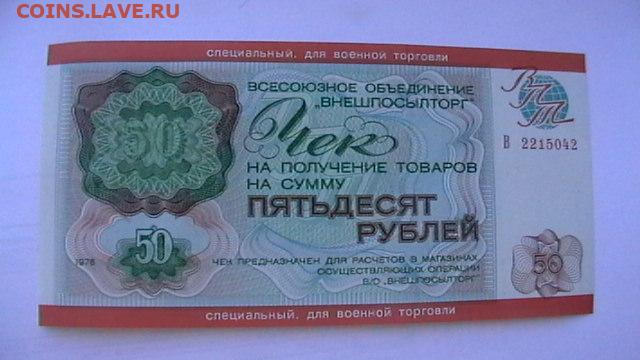 COINS.LAVE.RU
специальный. для военной торговли
ВСЕСОЮЗНОЕ ОБЪЕДИНЕНИЕ
„ВНЕШПОСЫЛТОРГ"
ВПТ
50
Чек
В 2215042
НА ПОЛУЧЕНИЕ ТОВАРОВ
НА СУММУ
ПЯТЬДЕСЯТ
РУБЛЕЙ
50
50
1976
ЧЕК ПРЕДНАЗНАЧЕН ДЛЯ РАСЧЕТОВ В МАГАЗИНАХ
ОСУЩЕСТВЛЯЮЩИХ ОПЕРАЦИИ
В/О „ВНЕШПОСЫЛТОРГ"
специальный. для военной торговли